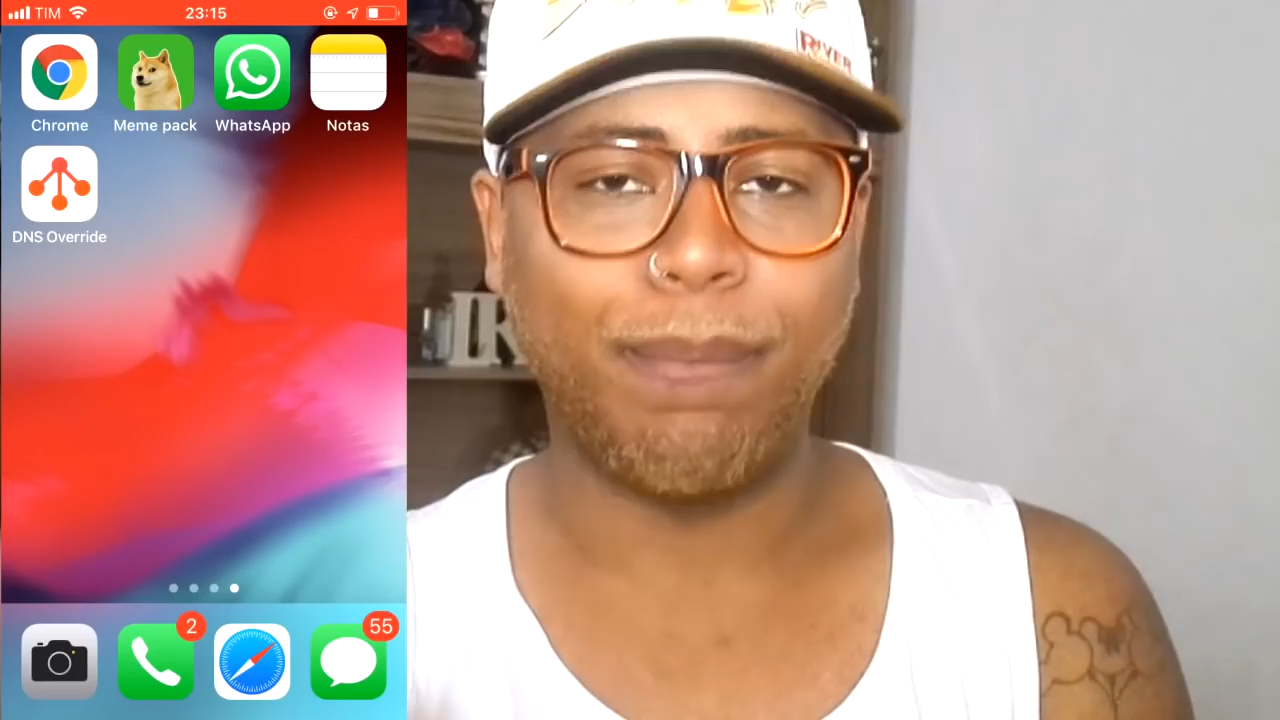 TIM 23:15
Chrome Meme pack WhatsApp Notas
DNS Override
2 55
RIVER